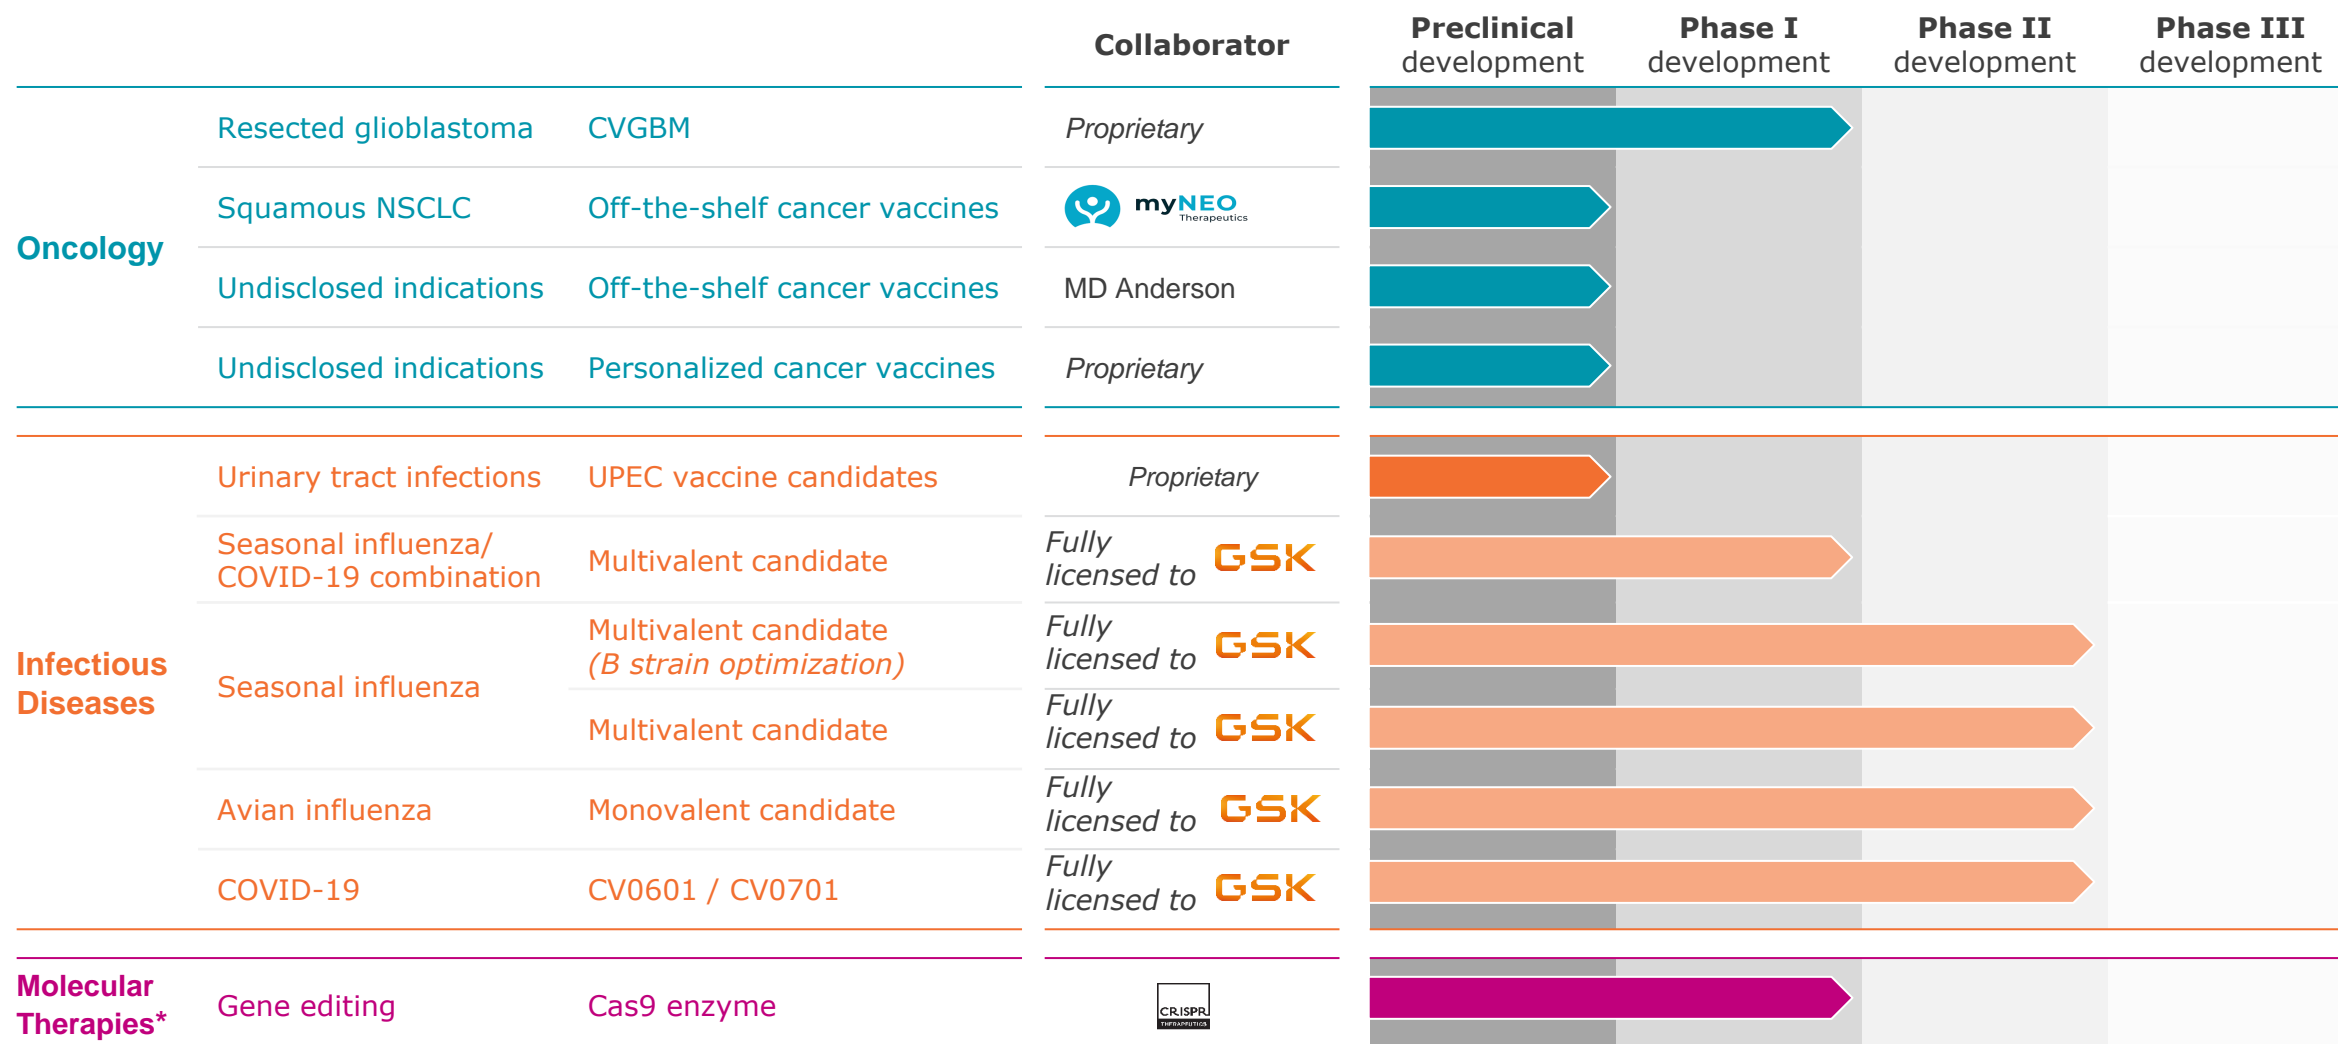 Collaborator
Preclinical
development
Phase I
development
Phase II
development
Phase III
development
Oncology
Resected glioblastoma
CVGBM
Proprietary
Squamous NSCLC
Off-the-shelf cancer vaccines
myNEO
Therapeutics
Undisclosed indications
Off-the-shelf cancer vaccines
MD Anderson
Undisclosed indications
Personalized cancer vaccines
Proprietary
Infectious
Diseases
Urinary tract infections
UPEC vaccine candidates
Proprietary
Seasonal influenza/
COVID-19 combination
Multivalent candidate
Fully
licensed to GSK
Seasonal influenza
Multivalent candidate
(B strain optimization)
Fully
licensed to GSK
Multivalent candidate
Fully
licensed to GSK
Avian influenza
Monovalent candidate
Fully
licensed to GSK
COVID-19
CV0601 / CV0701
Fully
licensed to GSK
Molecular
Therapies*
Gene editing
Cas9 enzyme
CRISPR
THERAPEUTICS